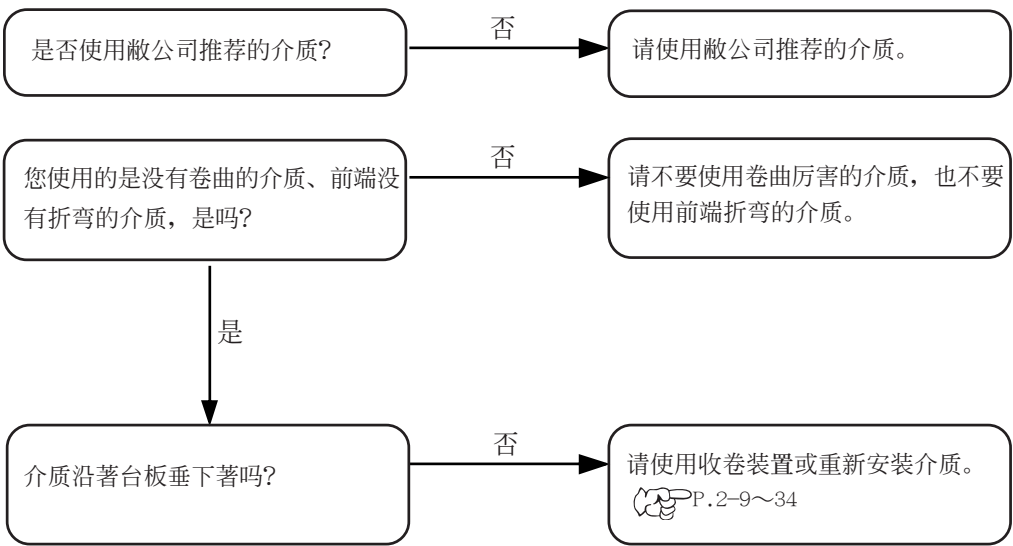 是否使用敝公司推荐的介质?
否
请使用敝公司推荐的介质。
您使用的是没有卷曲的介质、前端没
有折弯的介质，是吗?
否
请不要使用卷曲厉害的介质，也不要
使用前端折弯的介质。
是
介质沿著台板垂下著吗?
否
请使用收卷装置或重新安装介质。
P.2-9～34